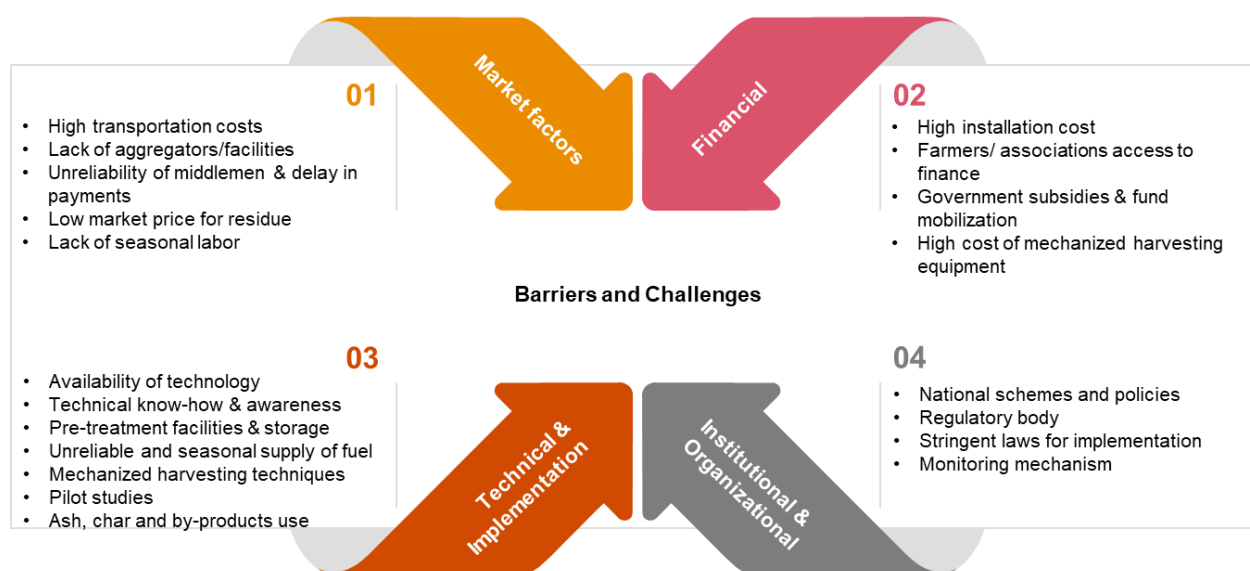 Market factors
01
• High transportation costs
• Lack of aggregators/facilities
• Unreliability of middlemen & delay in
payments
• Low market price for residue
• Lack of seasonal labor
Financial
02
• High installation cost
• Farmers/ associations access to
finance
• Government subsidies & fund
mobilization
• High cost of mechanized harvesting
equipment
Barriers and Challenges
03
• Availability of technology
• Technical know-how & awareness
• Pre-treatment facilities & storage
• Unreliable and seasonal supply of fuel
• Mechanized harvesting techniques
• Pilot studies
• Ash, char and by-products use
Technical &
Implementation
04
• National schemes and policies
• Regulatory body
• Stringent laws for implementation
• Monitoring mechanism
Institutional &
Organizational